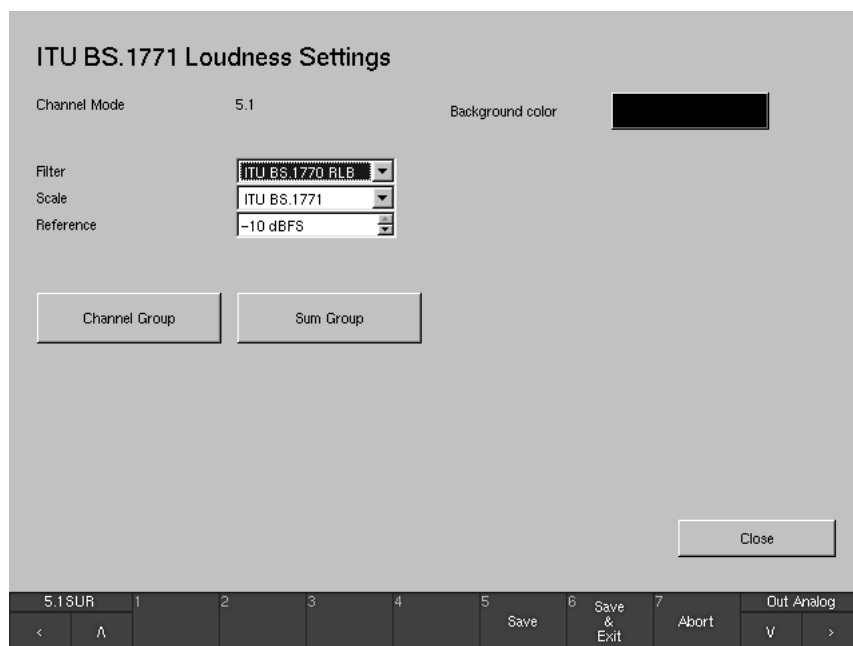 ITU BS.1771 Loudness Settings
Channel Mode 5.1 Background color
Filter ITU BS.1770 RLB
Scale ITU BS.1771
Reference -10 dBFS
Channel Group Sum Group
Close
5.1SUR 1 2 3 4 5 Save 6 Save & Exit 7 Abort Out Analog
< Λ V >